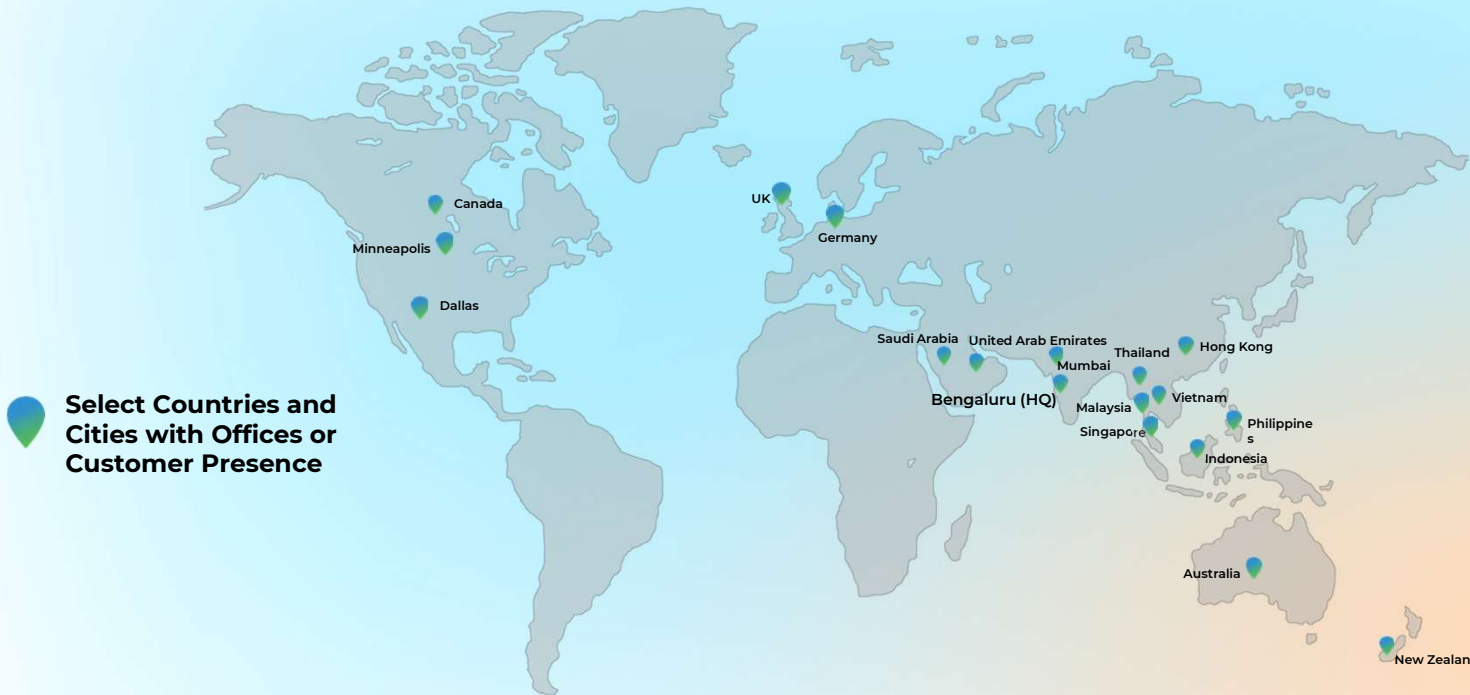 Canada
UK
Germany
Minneapolis
Dallas
Saudi Arabia
United Arab Emirates
Mumbai
Thailand
Hong Kong
Bengaluru (HQ)
Malaysia
Vietnam
Singapore
Philippine
s
Indonesia
Select Countries and
Cities with Offices or
Customer Presence
Australia
New Zealan